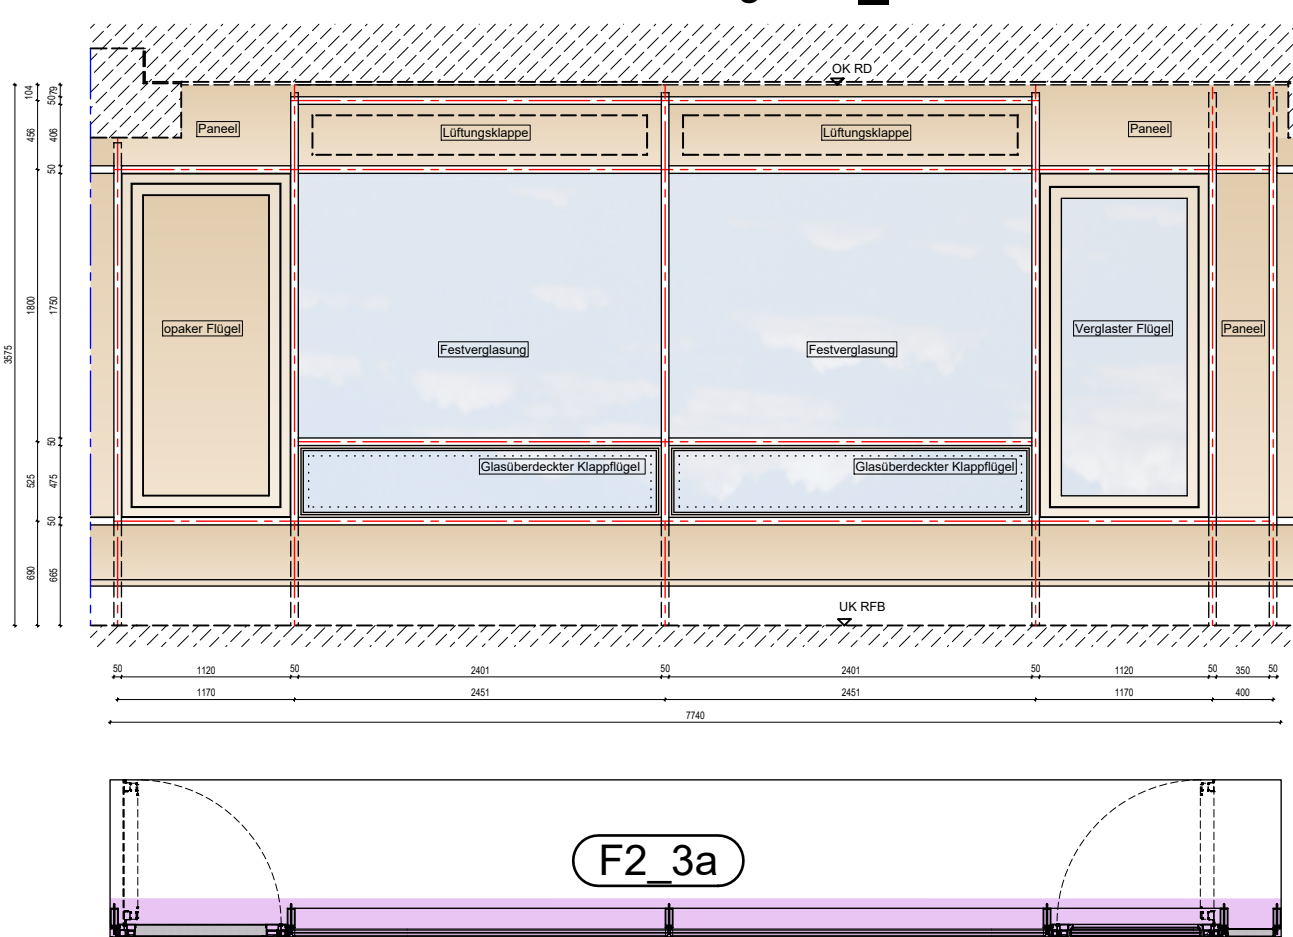 OK RD
Paneel
Lüftungsklappe
Lüftungsklappe
Paneel
opaker Flügel
Festverglasung
Festverglasung
Verglaster Flügel
Paneel
Glasüberdeckter Klappflügel
Glasüberdeckter Klappflügel
UK RFB
3575
104
456
1800
525
690
5079
406
50
1750
50
475
50
665
50 1120 50 2401 50 2401 50 1120 50 350 50
1170 2451 2451 1170 400
7740
F2_3a